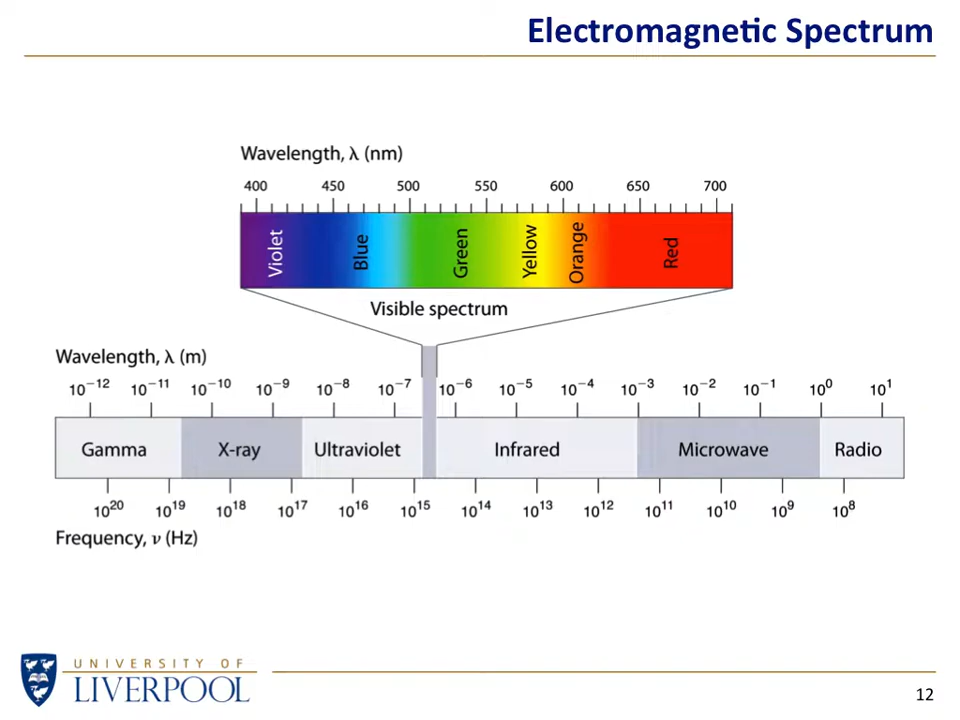 Electromagnetic Spectrum
Wavelength, λ (nm)
400 450 500 550 600 650 700
Violet Blue Green Yellow Orange Red
Visible spectrum
Wavelength, λ (m)
10⁻¹² 10⁻¹¹ 10⁻¹⁰ 10⁻⁹ 10⁻⁸ 10⁻⁷ 10⁻⁶ 10⁻⁵ 10⁻⁴ 10⁻³ 10⁻² 10⁻¹ 10⁰ 10¹
Gamma X-ray Ultraviolet Infrared Microwave Radio
10²⁰ 10¹⁹ 10¹⁸ 10¹⁷ 10¹⁶ 10¹⁵ 10¹⁴ 10¹³ 10¹² 10¹¹ 10¹⁰ 10⁹ 10⁸
Frequency, ν (Hz)
UNIVERSITY OF
LIVERPOOL
12